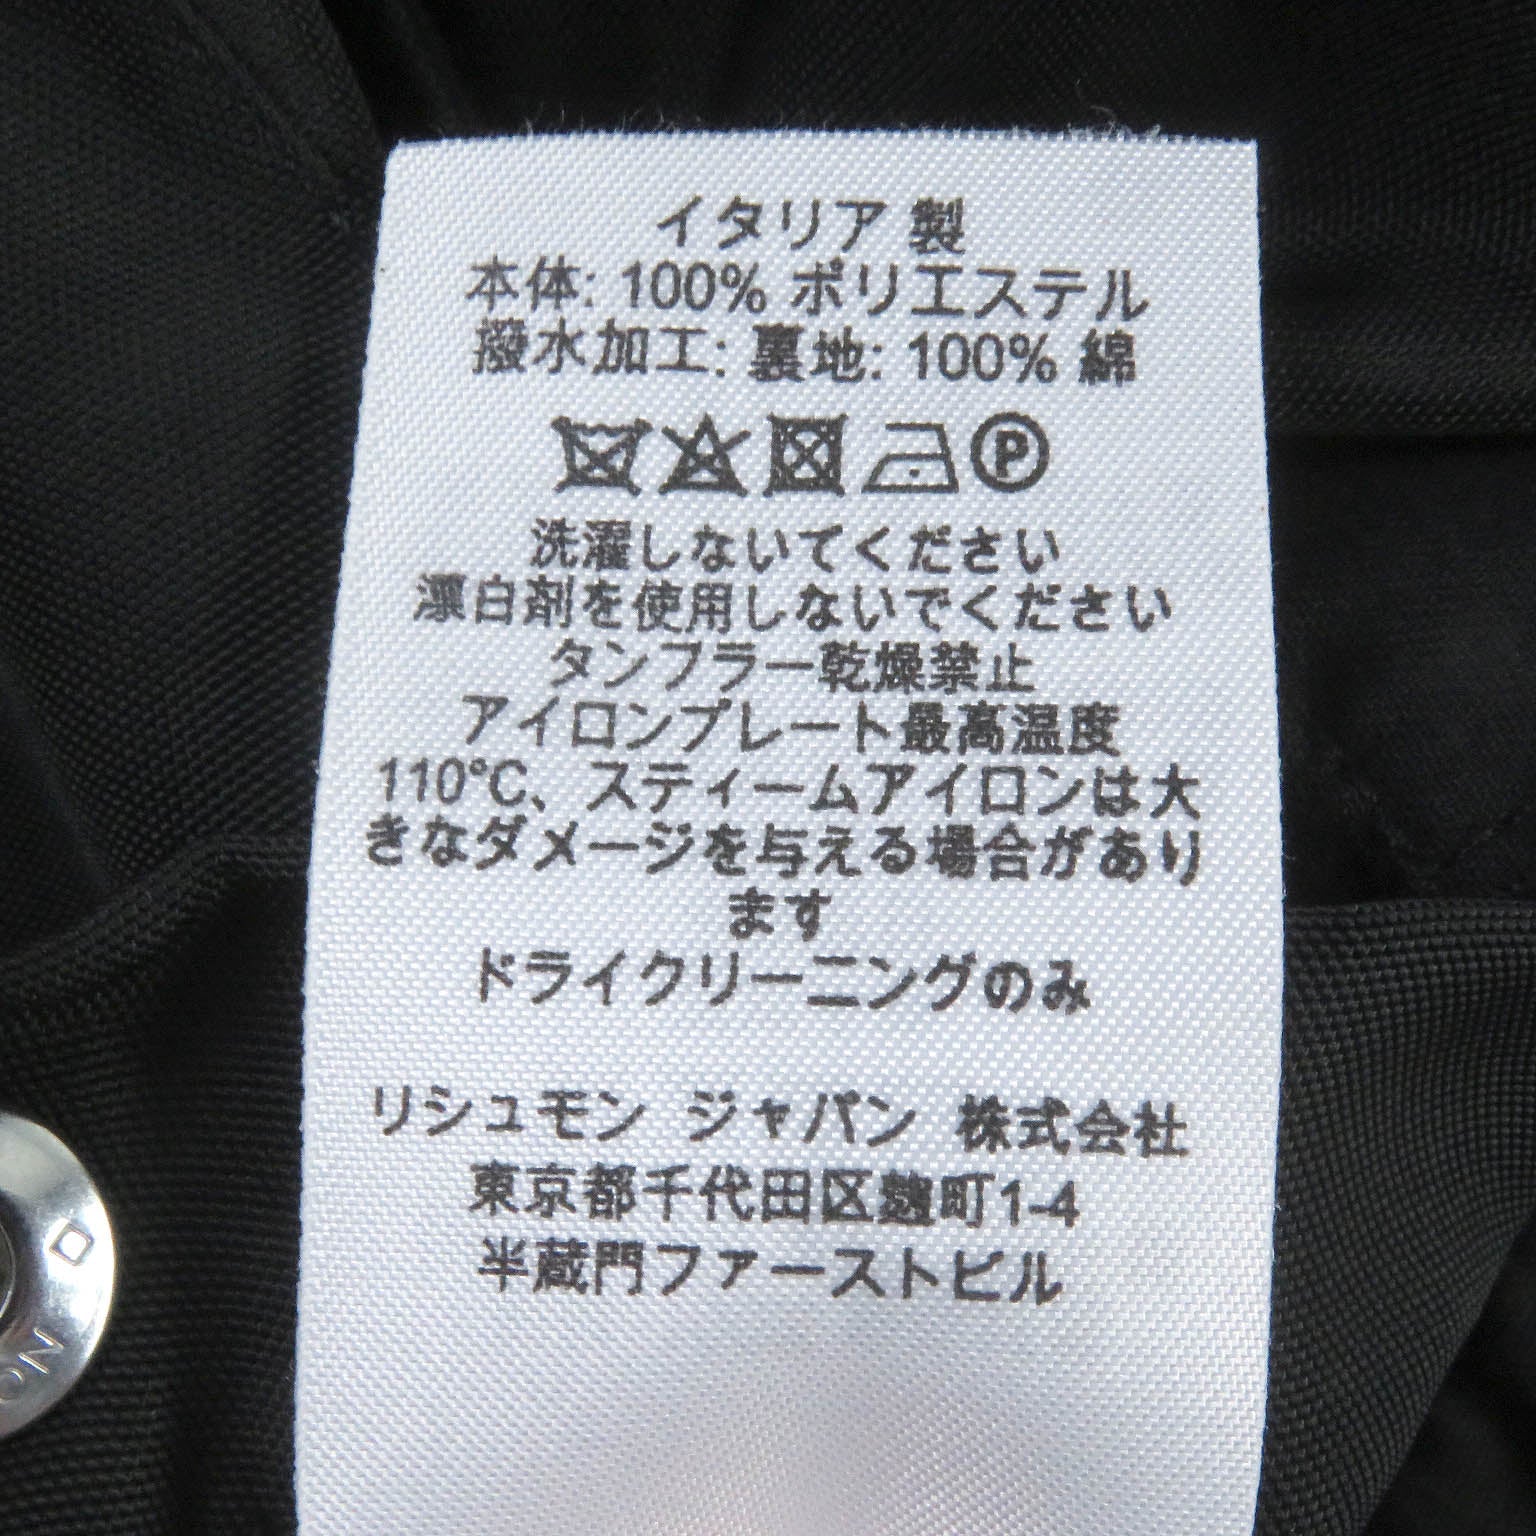 イタリア 製
本体: 100% ポリエステル
撥水加工: 裏地: 100% 綿
P
洗濯しないてください
漂白剤を使用しないでください
タンフラー乾燥禁止
アイロンプレート最高温度
110℃、スティームアイロンは大
きなダメージを与える場合があり
ます
ドライクリーニングのみ
リシュモン ジャパン 株式会社
東京都千代田区麹町1-4
半蔵門ファーストビル
ON